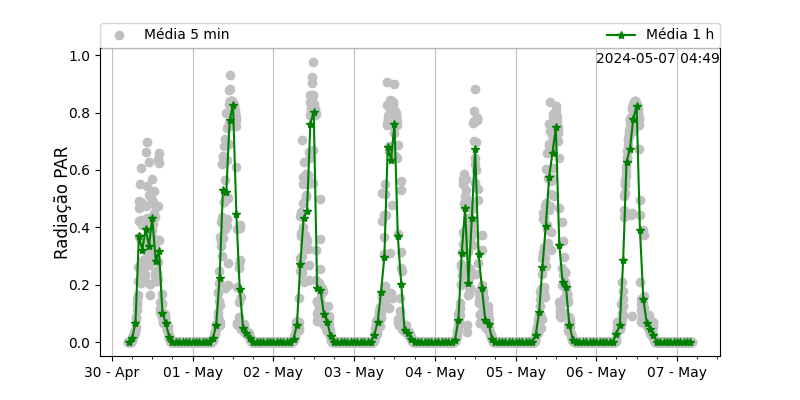 Média 5 min
Média 1 h
2024-05-07 04:49
Radiação PAR
1.0
0.8
0.6
0.4
0.2
0.0
30 - Apr
01 - May
02 - May
03 - May
04 - May
05 - May
06 - May
07 - May